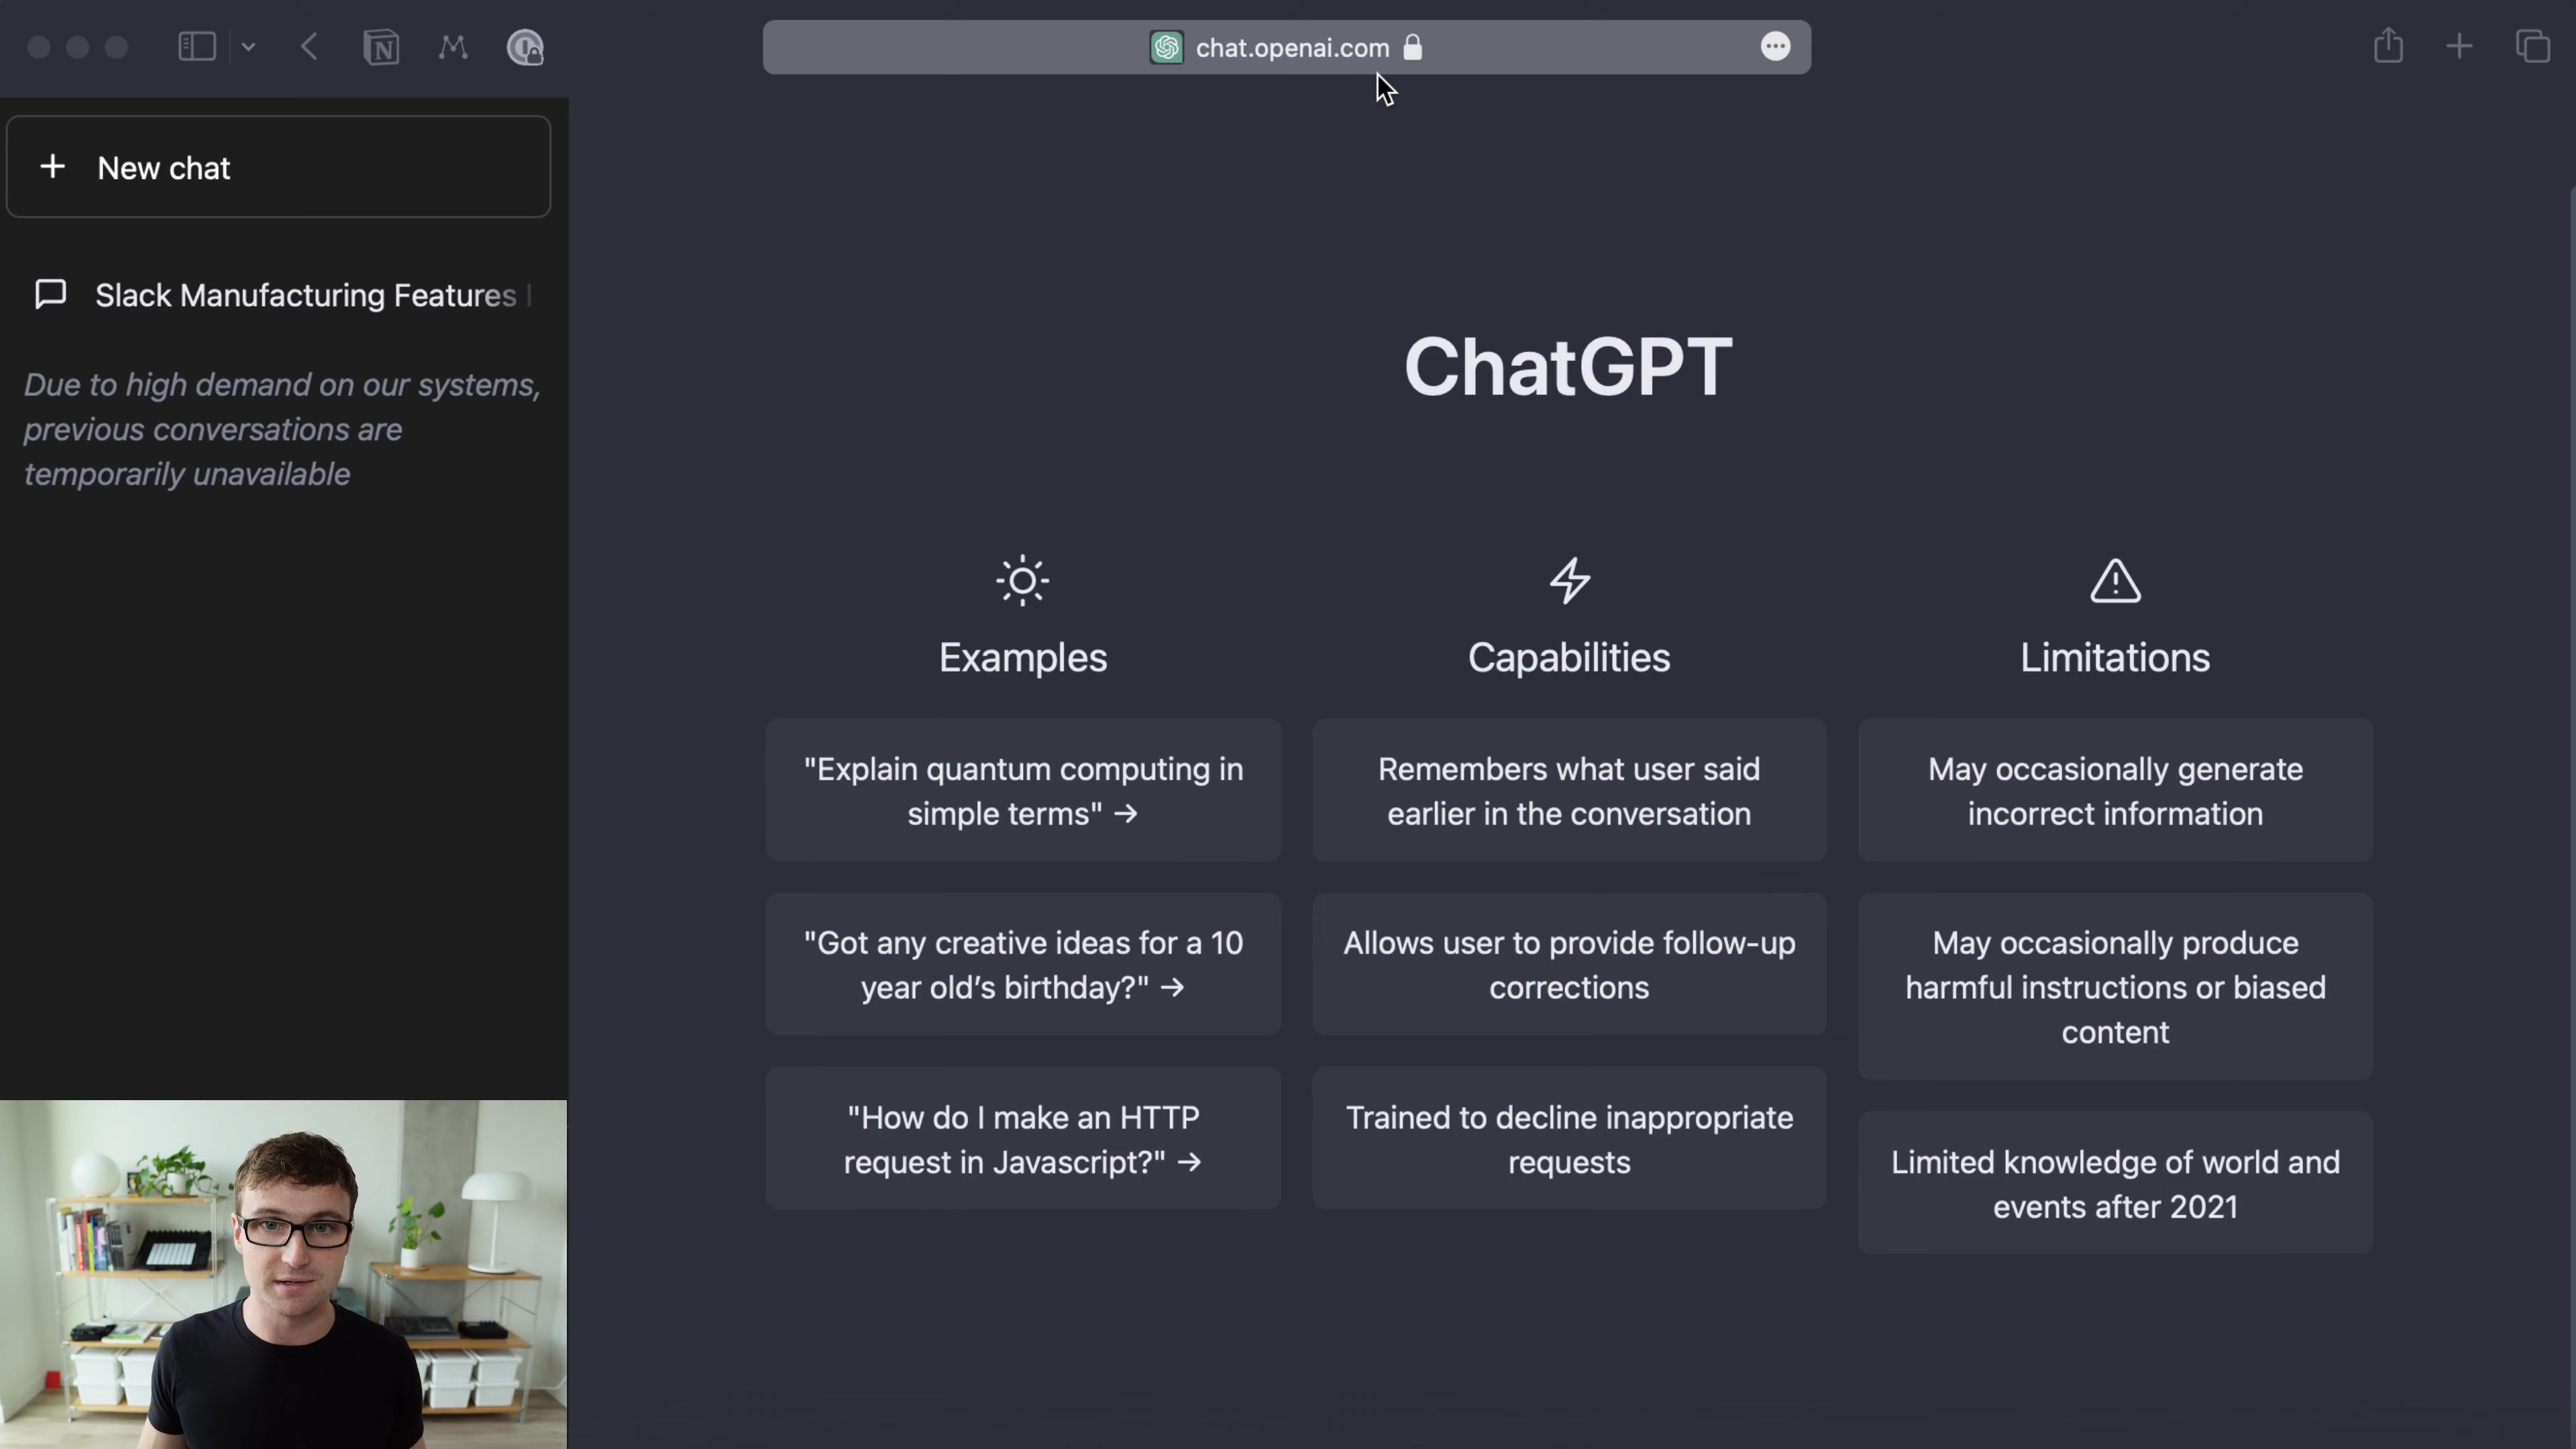 chat.openai.com
New chat
Slack Manufacturing Features
Due to high demand on our systems,
previous conversations are
temporarily unavailable
ChatGPT
Examples
"Explain quantum computing in
simple terms" →
"Got any creative ideas for a 10
year old's birthday?" →
"How do I make an HTTP
request in Javascript?" →
Capabilities
Remembers what user said
earlier in the conversation
Allows user to provide follow-up
corrections
Trained to decline inappropriate
requests
Limitations
May occasionally generate
incorrect information
May occasionally produce
harmful instructions or biased
content
Limited knowledge of world and
events after 2021